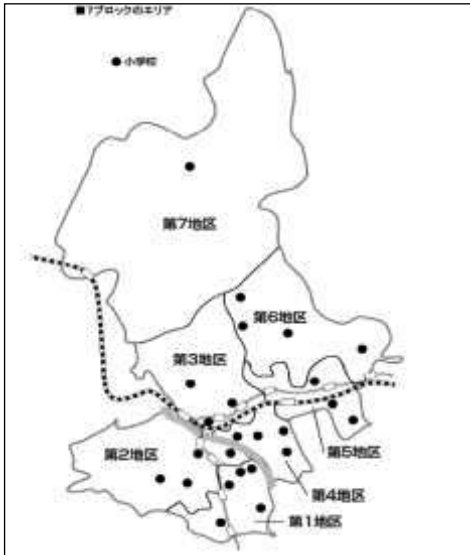 ■7ブロックのエリア
●小学校
第7地区
第6地区
第3地区
第2地区
第5地区
第4地区
第1地区